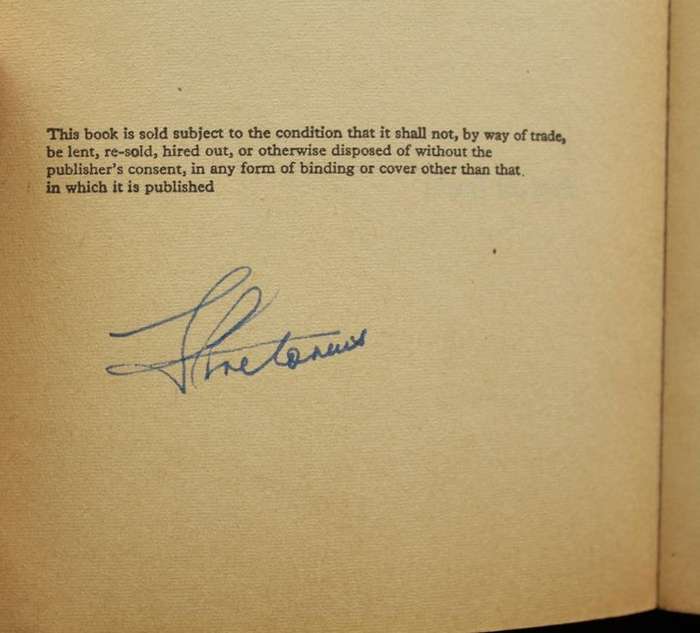 This book is sold subject to the condition that it shall not, by way of trade,
be lent, re-sold, hired out, or otherwise disposed of without the
publisher's consent, in any form of binding or cover other than that.
in which it is published